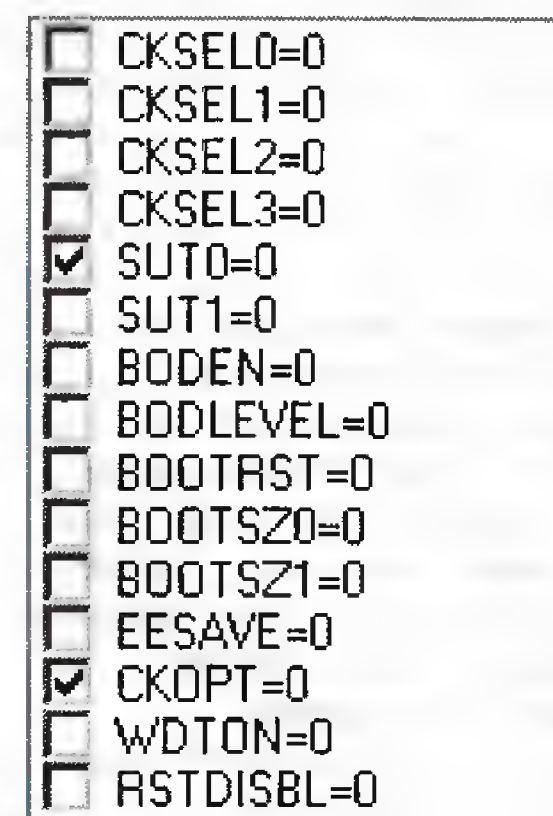 CKSEL0=0
CKSEL1=0
CKSEL2=0
CKSEL3=0
SUT0=0
SUT1=0
BODEN=0
BODLEVEL=0
BOOTRST=0
BOOTSZ0=0
BOOTSZ1=0
EESAVE=0
CKOPT=0
WDTON=0
RSTDISBL=0